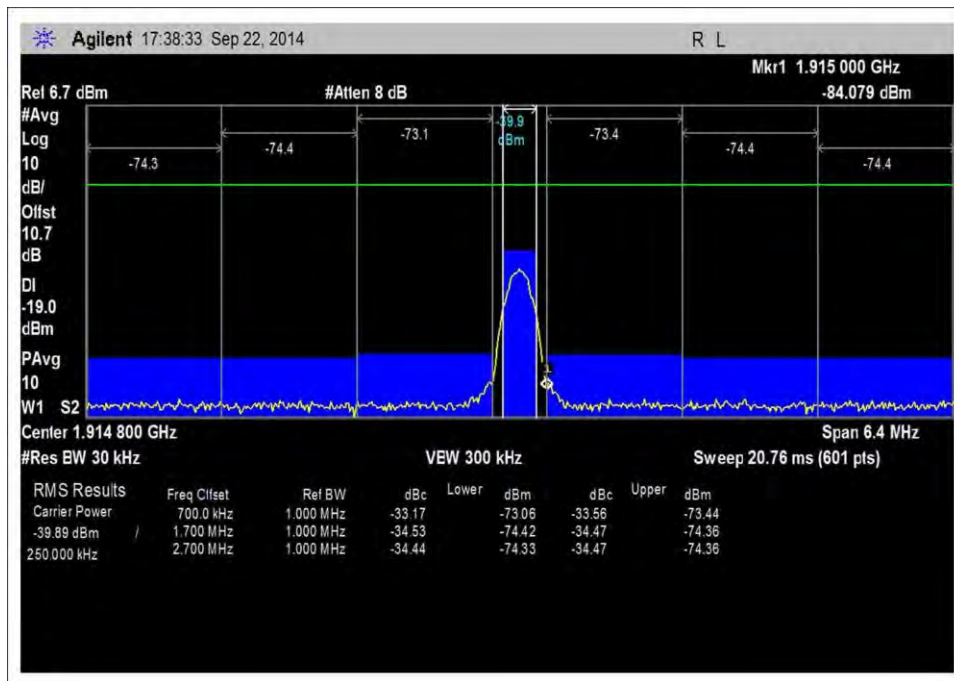 Agilent 17:38:33 Sep 22, 2014 R L
Mkr1 1.915 000 GHz
Ref 6.7 dBm #Atten 8 dB -84.079 dBm
#Avg
Log
10
dB/
Offst
10.7
dB
DI
-19.0
dBm
PAvg
10
W1 S2
-74.3
-74.4
-73.1
-39.9
dBm
-73.4
-74.4
-74.4
1
Center 1.914 800 GHz Span 6.4 MHz
#Res BW 30 kHz VBW 300 kHz Sweep 20.76 ms (601 pts)
RMS Results Freq Offset Ref BW dBc Lower dBm dBc Upper dBm
Carrier Power 700.0 kHz 1.000 MHz -33.17 -73.06 -33.56 -73.44
-39.89 dBm / 1.700 MHz 1.000 MHz -34.53 -74.42 -34.47 -74.36
250.000 kHz 2.700 MHz 1.000 MHz -34.44 -74.33 -34.47 -74.36